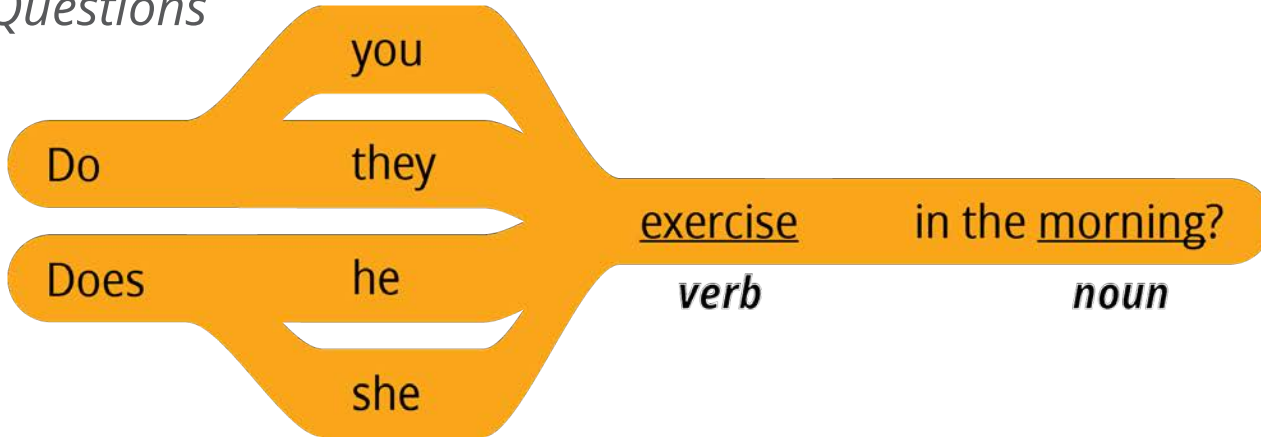 Questions
you
Do they
exercise in the morning?
Does he
verb noun
she